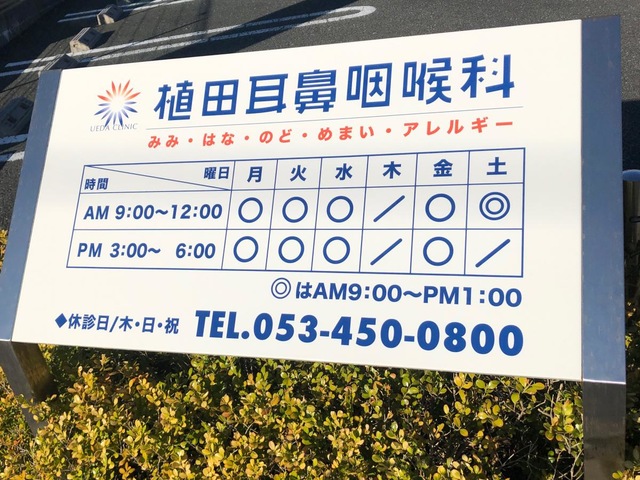 植田耳鼻咽喉科
UEDA CLINIC
みみ・はな・のど・めまい・アレルギー
時間 曜日 月 火 水 木 金 土
AM 9:00〜12:00 ○ ○ ○ ／ ○ ◎
PM 3:00〜 6:00 ○ ○ ○ ／ ○ ／
◎はAM9:00〜PM1:00
◆休診日/木・日・祝 TEL.053-450-0800